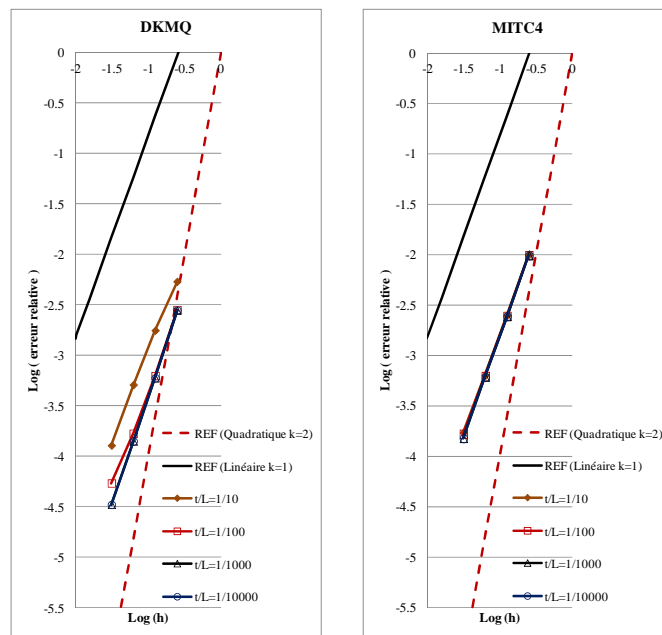 DKMQ
-2 -1.5 -1 -0.5 0
0
-0.5
-1
-1.5
-2
-2.5
-3
-3.5
-4
-4.5
-5
-5.5
Log ( erreur relative )
Log (h)
REF (Quadratique k=2)
REF (Linéaire k=1)
t/L=1/10
t/L=1/100
t/L=1/1000
t/L=1/10000
MITC4
-2 -1.5 -1 -0.5 0
0
-0.5
-1
-1.5
-2
-2.5
-3
-3.5
-4
-4.5
-5
-5.5
Log ( erreur relative )
Log (h)
REF (Quadratique k=2)
REF (Linéaire k=1)
t/L=1/10
t/L=1/100
t/L=1/1000
t/L=1/10000